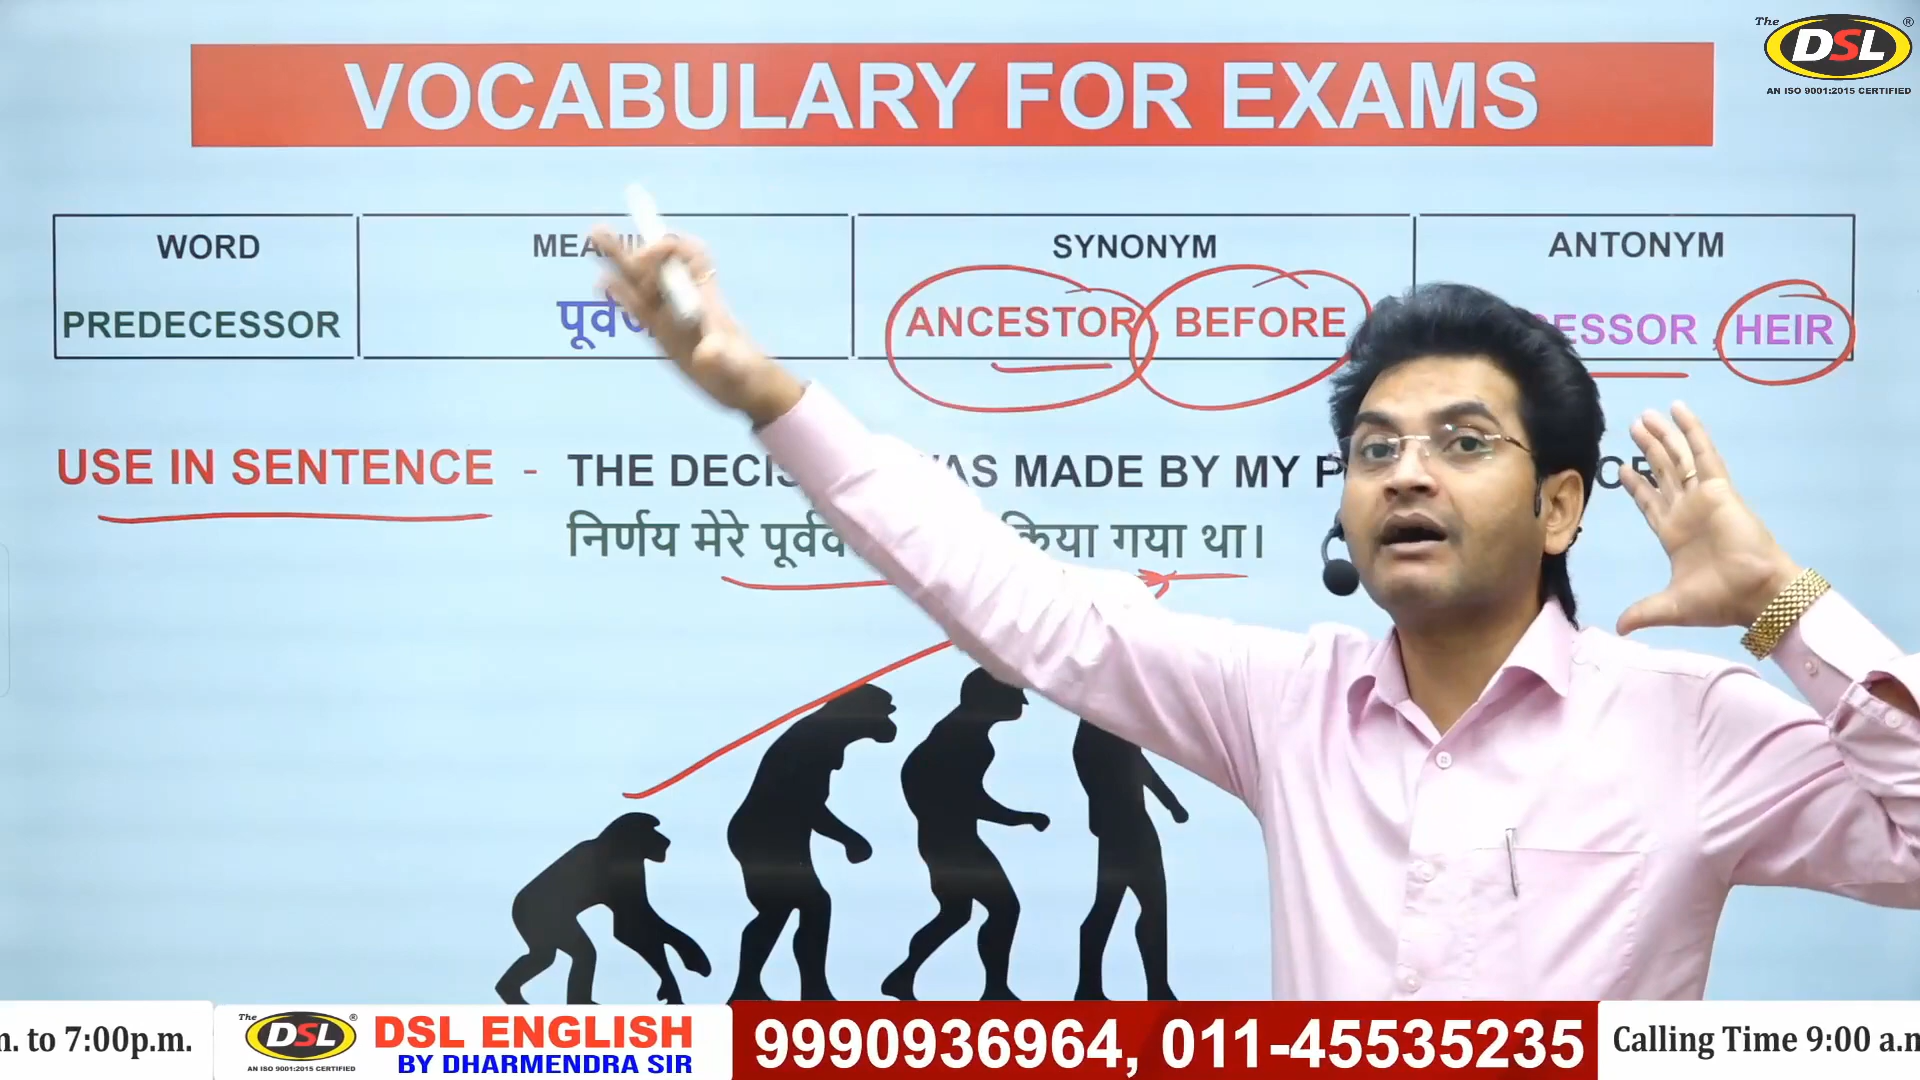 The DSL ®
AN ISO 9001:2015 CERTIFIED
VOCABULARY FOR EXAMS
WORD
SYNONYM
ANTONYM
PREDECESSOR
ANCESTOR, BEFORE
HEIR
USE IN SENTENCE - THE MADE BY MY
निर्णय मेरे किया गया था।
to 7:00p.m.
The DSL ®
AN ISO 9001:2015 CERTIFIED
DSL ENGLISH
BY DHARMENDRA SIR
9990936964, 011-45535235
Calling Time 9:00